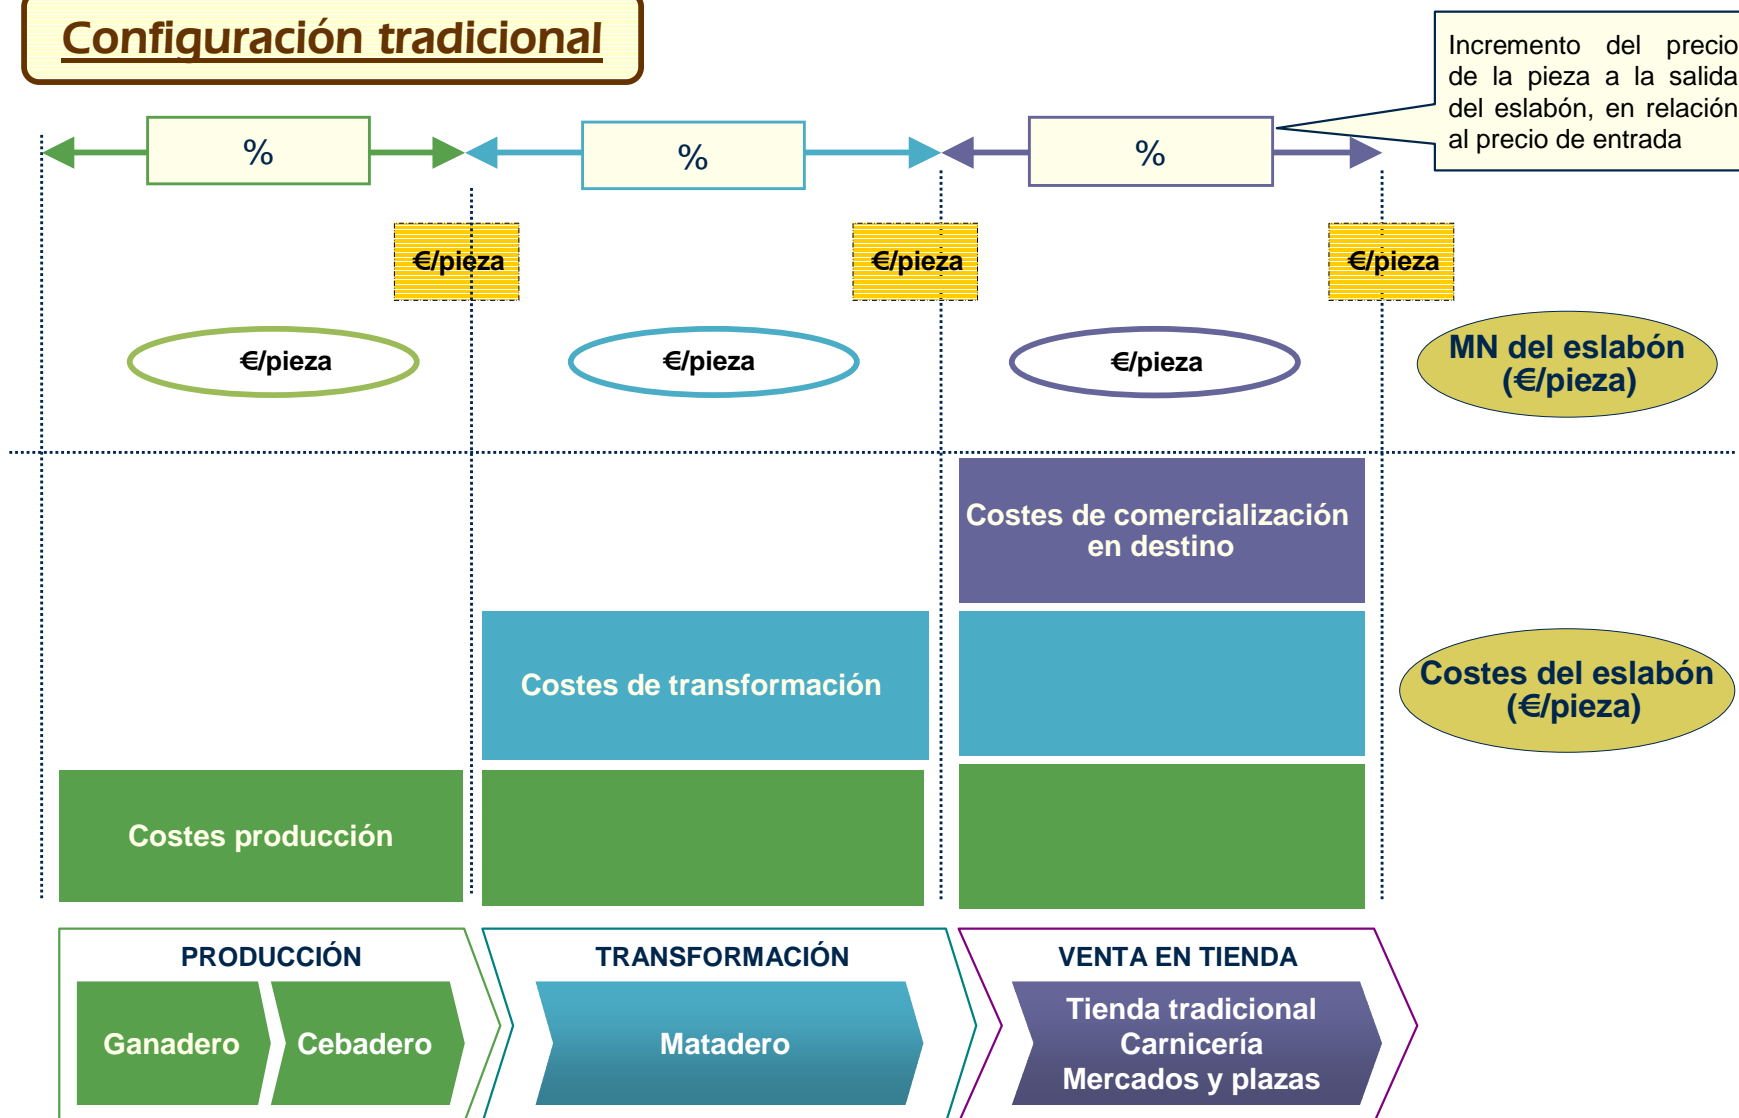 Configuración tradicional
Incremento del precio
de la pieza a la salida
del eslabón, en relación
al precio de entrada
%
%
%
€/pieza
€/pieza
€/pieza
€/pieza
€/pieza
€/pieza
MN del eslabón
(€/pieza)
Costes de comercialización
en destino
Costes de transformación
Costes del eslabón
(€/pieza)
Costes producción
PRODUCCIÓN
TRANSFORMACIÓN
VENTA EN TIENDA
Ganadero
Cebadero
Matadero
Tienda tradicional
Carnicería
Mercados y plazas